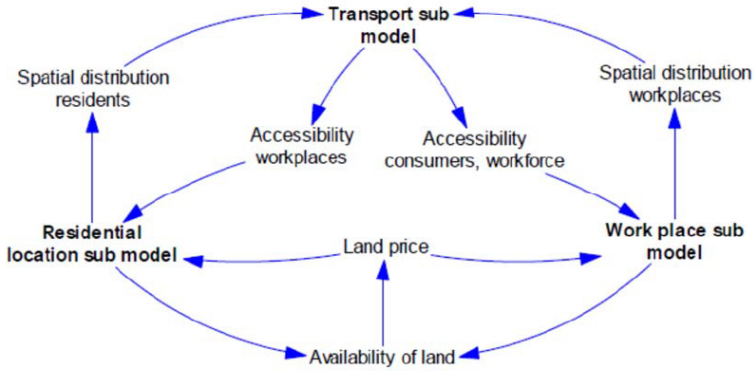 Transport sub
model
Spatial distribution
residents
Spatial distribution
workplaces
Accessibility
workplaces
Accessibility
consumers, workforce
Residential
location sub model
Land price
Work place sub
model
Availability of land